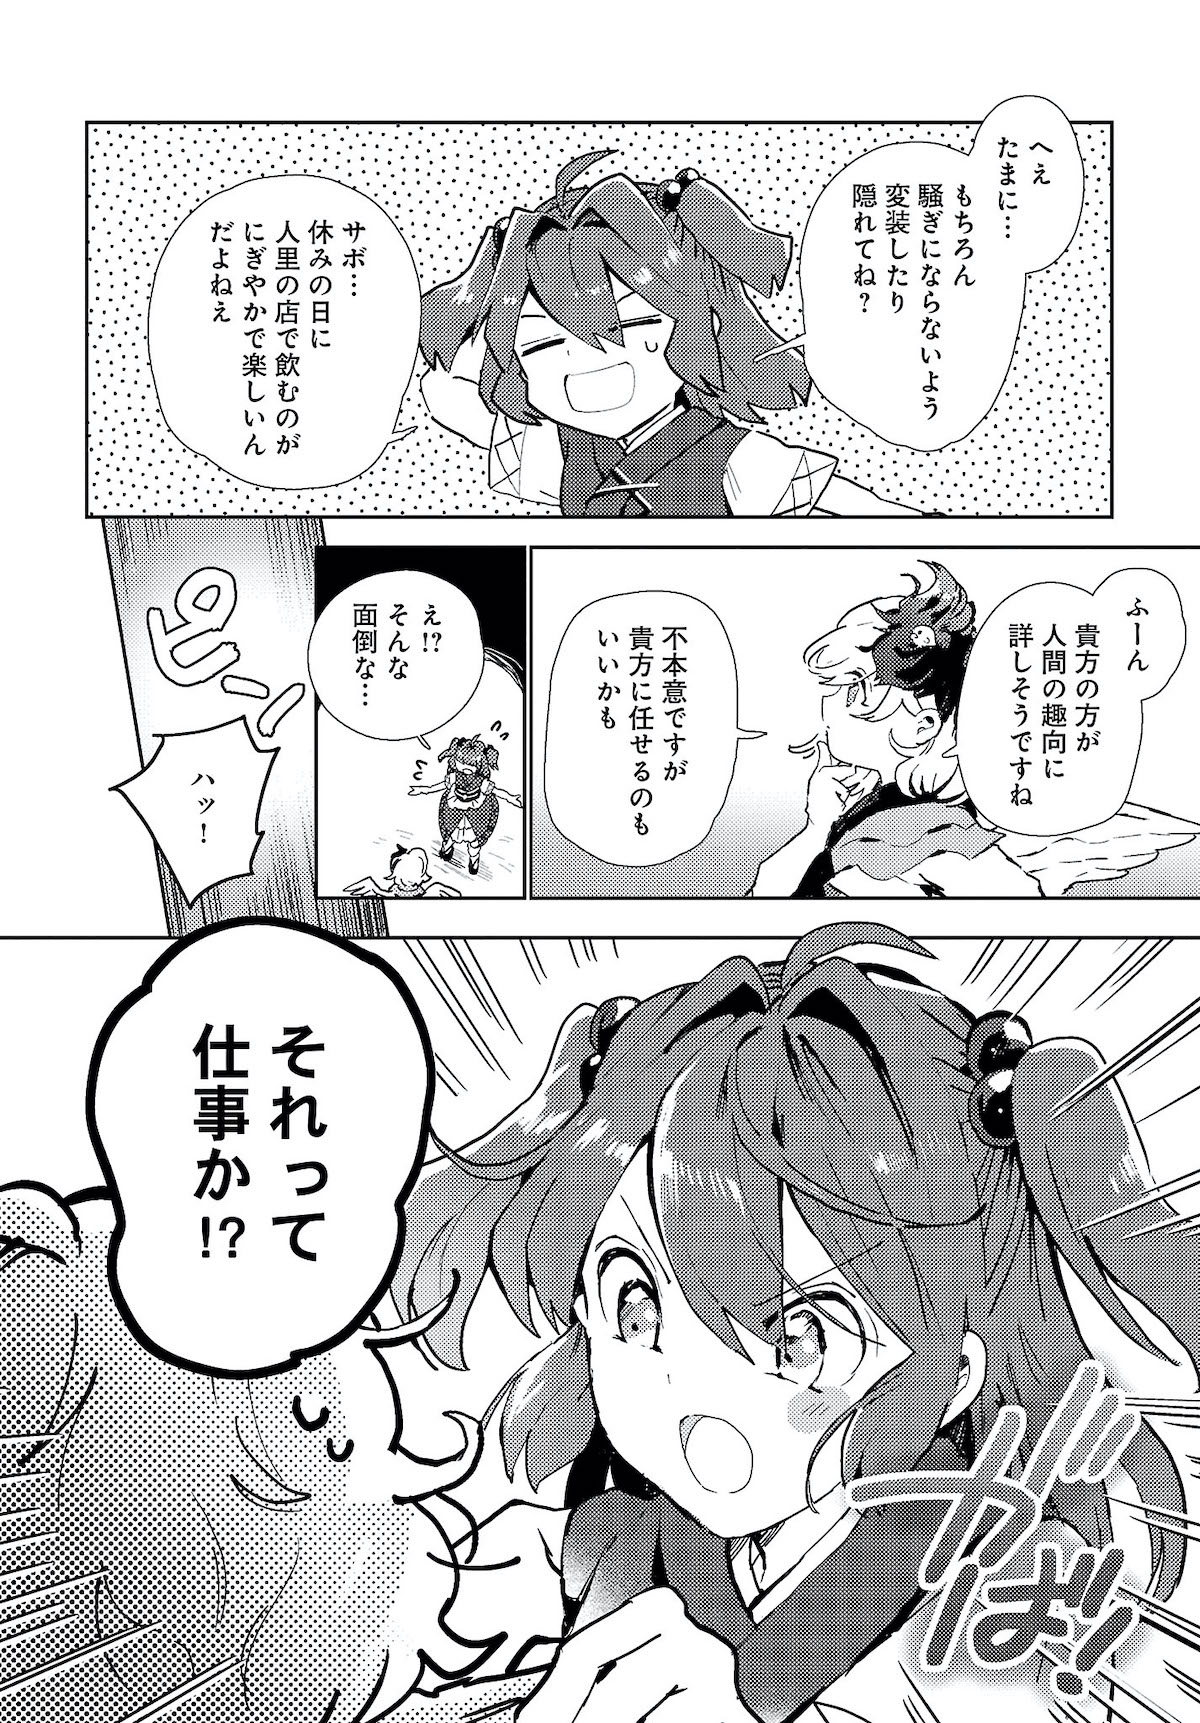 へえ
たまに…
もちろん
騒ぎにならないよう
変装したり
隠れてね?
サボ…
休みの日に
人里の店で飲むのが
にぎやかで楽しいん
だよねえ
ふーん
貴方の方が
人間の趣向に
詳しそうですね
不本意ですが
貴方に任せるのも
いいかも
え!?
そんな
面倒な…
ピーン
ハッ!
それって
仕事か!?
がばっ!!